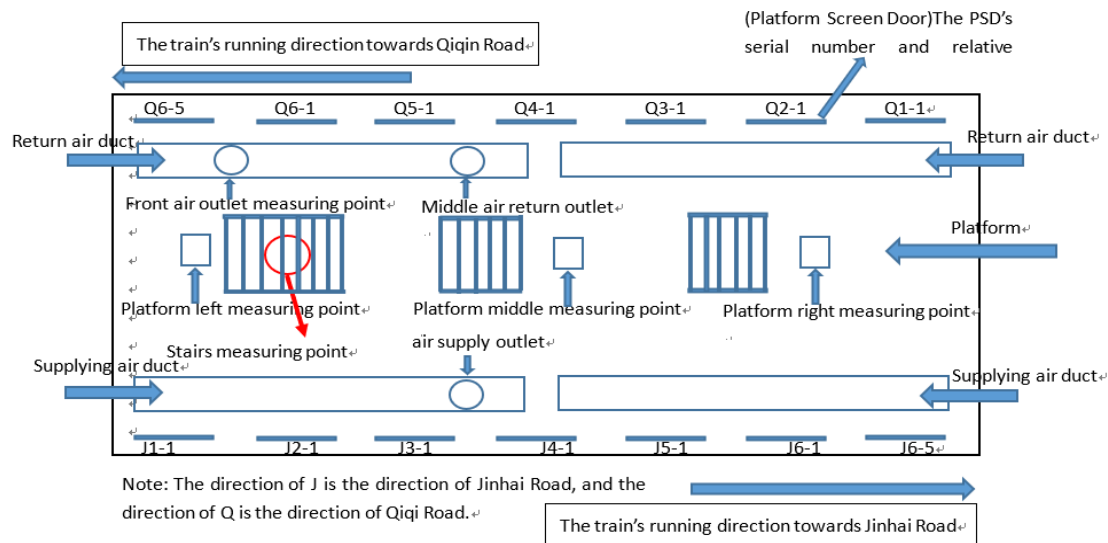 (Platform Screen Door)The PSD's
serial number and relative
The train's running direction towards Qiqin Road
Q6-5 Q6-1 Q5-1 Q4-1 Q3-1 Q2-1 Q1-1
Return air duct
Return air duct
Front air outlet measuring point
Middle air return outlet
Platform
Platform left measuring point
Platform middle measuring point
Platform right measuring point
Stairs measuring point
air supply outlet
Supplying air duct
Supplying air duct
J1-1 J2-1 J3-1 J4-1 J5-1 J6-1 J6-5
Note: The direction of J is the direction of Jinhai Road, and the
direction of Q is the direction of Qiqi Road.
The train's running direction towards Jinhai Road